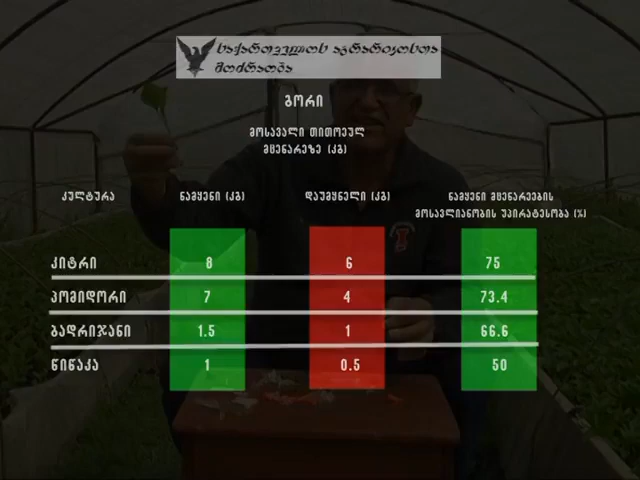 საქართველოს აგრარიკოსთა
მოძრაობა
გორი
მოსავალი თითოეულ
მცენარეზე (კგ)
კულტურა ნამყენი (კგ) დაუმყნელი (კგ) ნამყენი მცენარეების
მოსავლიანობის უპირატესობა (%)
კიტრი 8 6 75
პომიდორი 7 4 73.4
ბადრიჯანი 1.5 1 66.6
წიწაკა 1 0.5 50